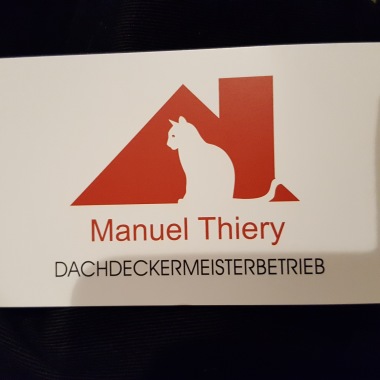 Manuel Thiery
DACHDECKERMEISTERBETRIEB